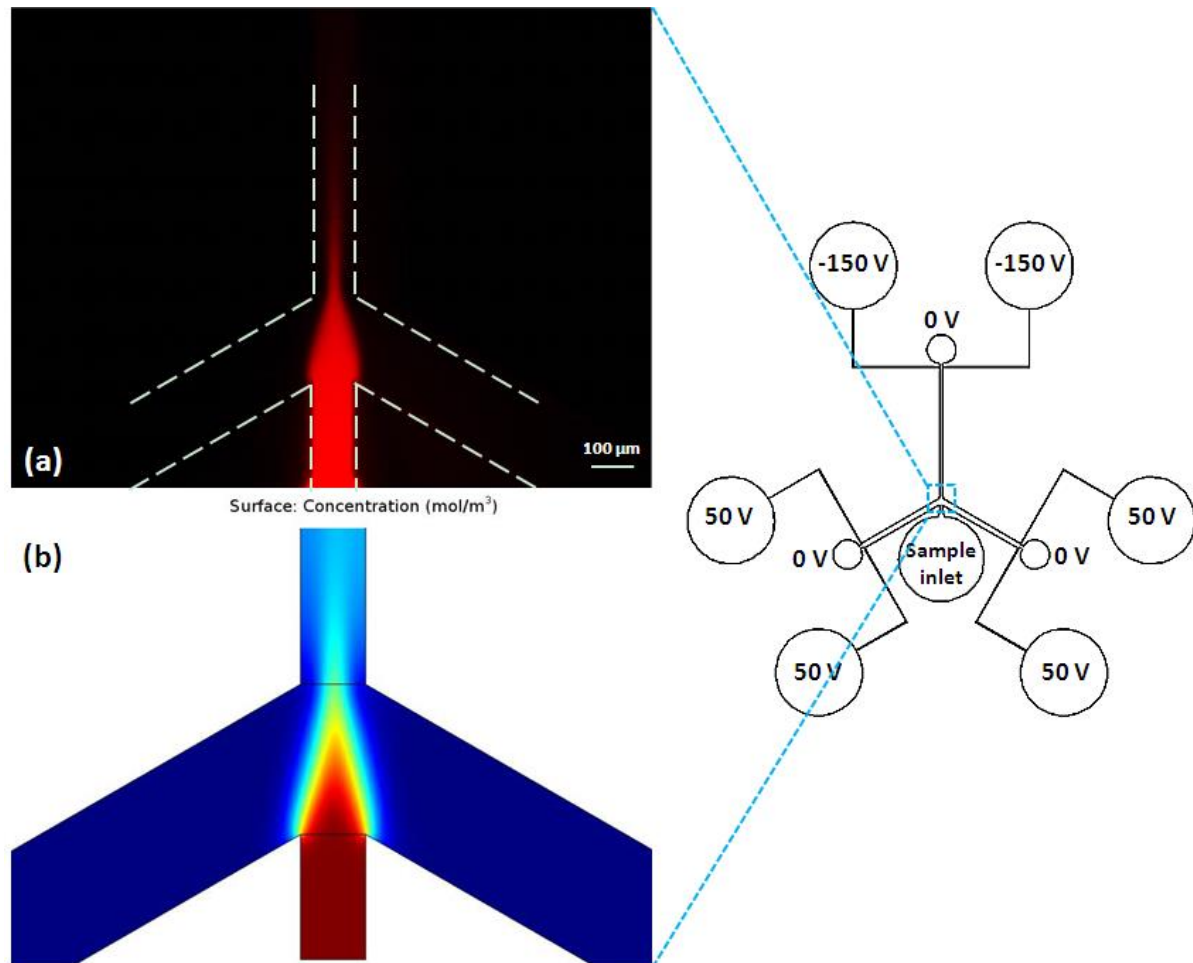 (a)
100 µm
Surface: Concentration (mol/m³)
(b)
-150 V
-150 V
0 V
50 V
50 V
0 V
Sample
inlet
0 V
50 V
50 V